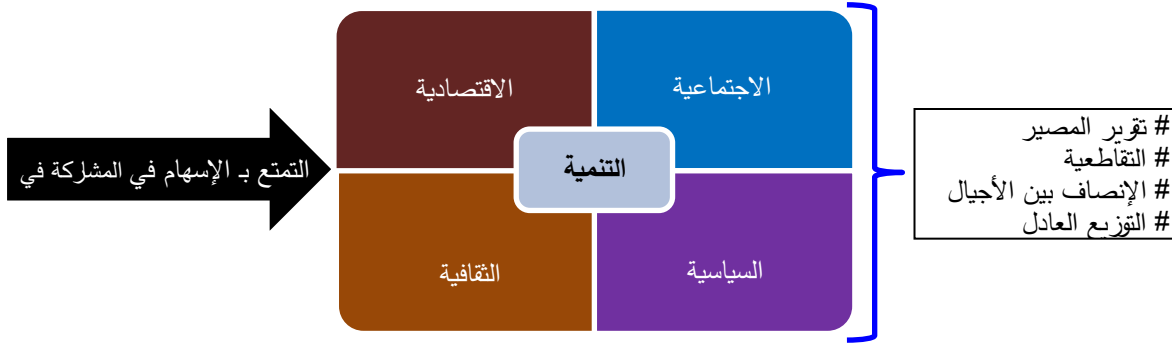 الاجتماعية
الاقتصادية
التنمية
السياسية
الثقافية
# تقرير المصير
# التقاطعية
# الإنصاف بين الأجيال
# التوزيع العادل
التمتع بـ الإسهام في المشاركة في